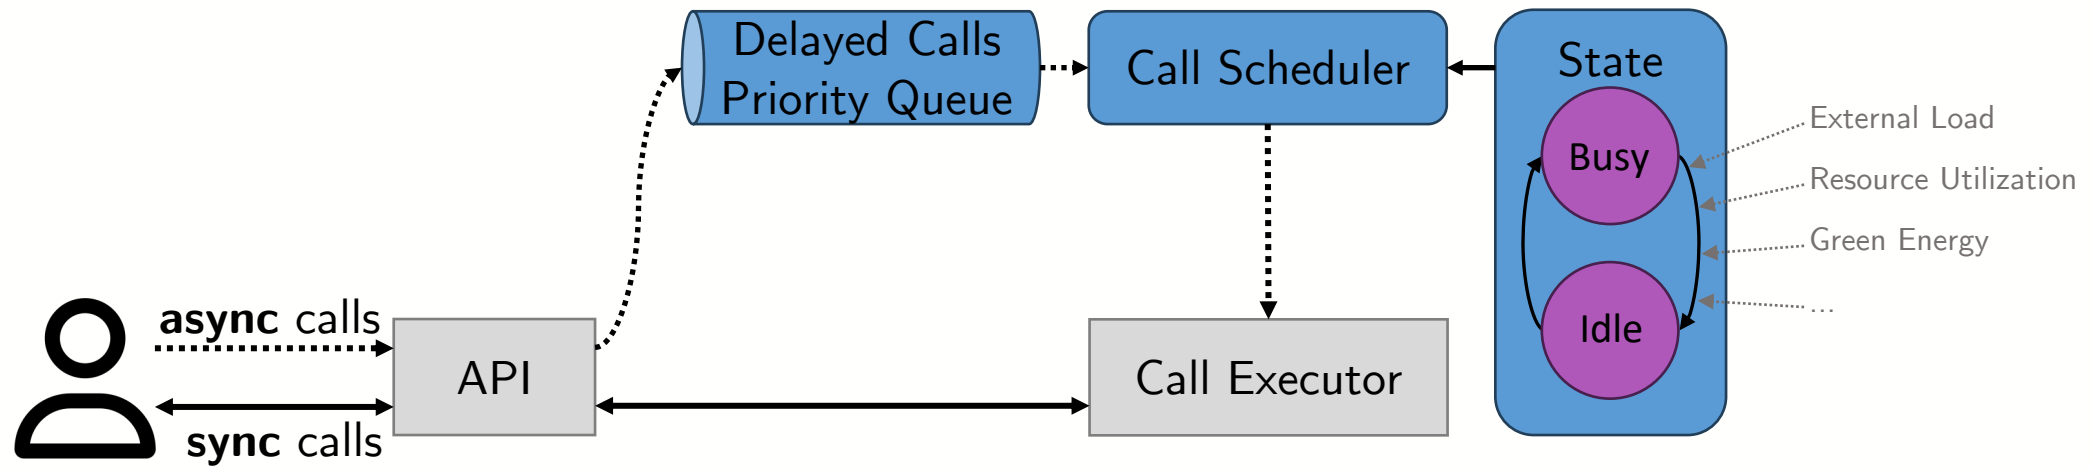 Delayed Calls
Priority Queue
Call Scheduler
State
Busy
Idle
External Load
Resource Utilization
Green Energy
...
async calls
sync calls
API
Call Executor